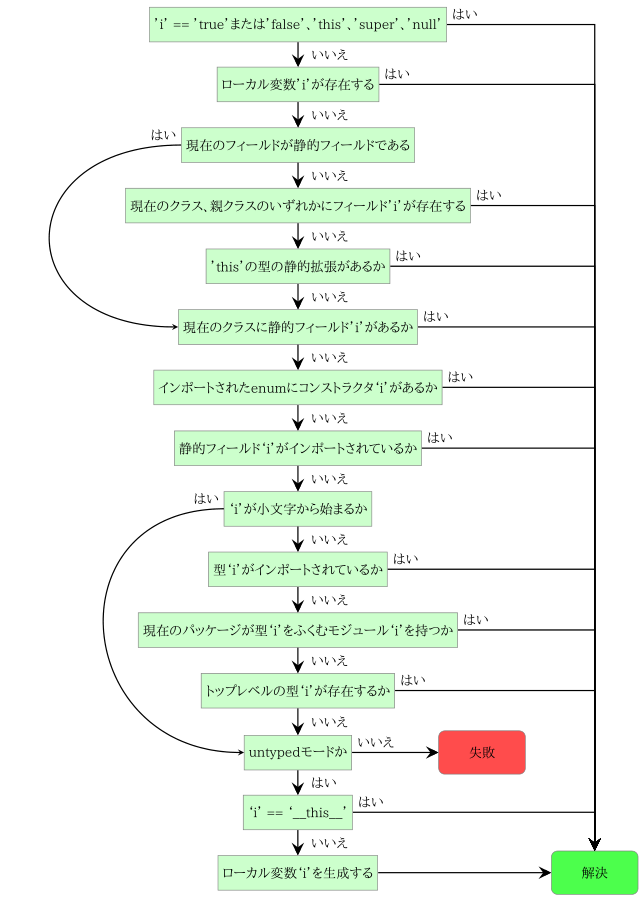 ’i’ == ’true’または’false’、’this’、’super’、’null’
はい
いいえ
ローカル変数’i’が存在する
はい
いいえ
はい
現在のフィールドが静的フィールドである
いいえ
現在のクラス、親クラスのいずれかにフィールド’i’が存在する
はい
いいえ
’this’の型の静的拡張があるか
はい
いいえ
現在のクラスに静的フィールド’i’があるか
はい
いいえ
インポートされたenumにコンストラクタ‘i’があるか
はい
いいえ
静的フィールド‘i’がインポートされているか
はい
いいえ
はい
‘i’が小文字から始まるか
いいえ
型‘i’がインポートされているか
はい
いいえ
現在のパッケージが型‘i’をふくむモジュール‘i’を持つか
はい
いいえ
トップレベルの型‘i’が存在するか
はい
いいえ
untypedモードか
いいえ
失敗
はい
‘i’ == ‘__this__’
はい
いいえ
ローカル変数‘i’を生成する
解決